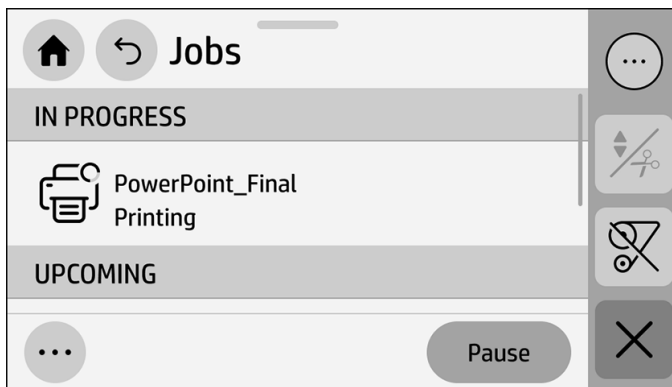 Jobs
IN PROGRESS
PowerPoint_Final
Printing
UPCOMING
Pause